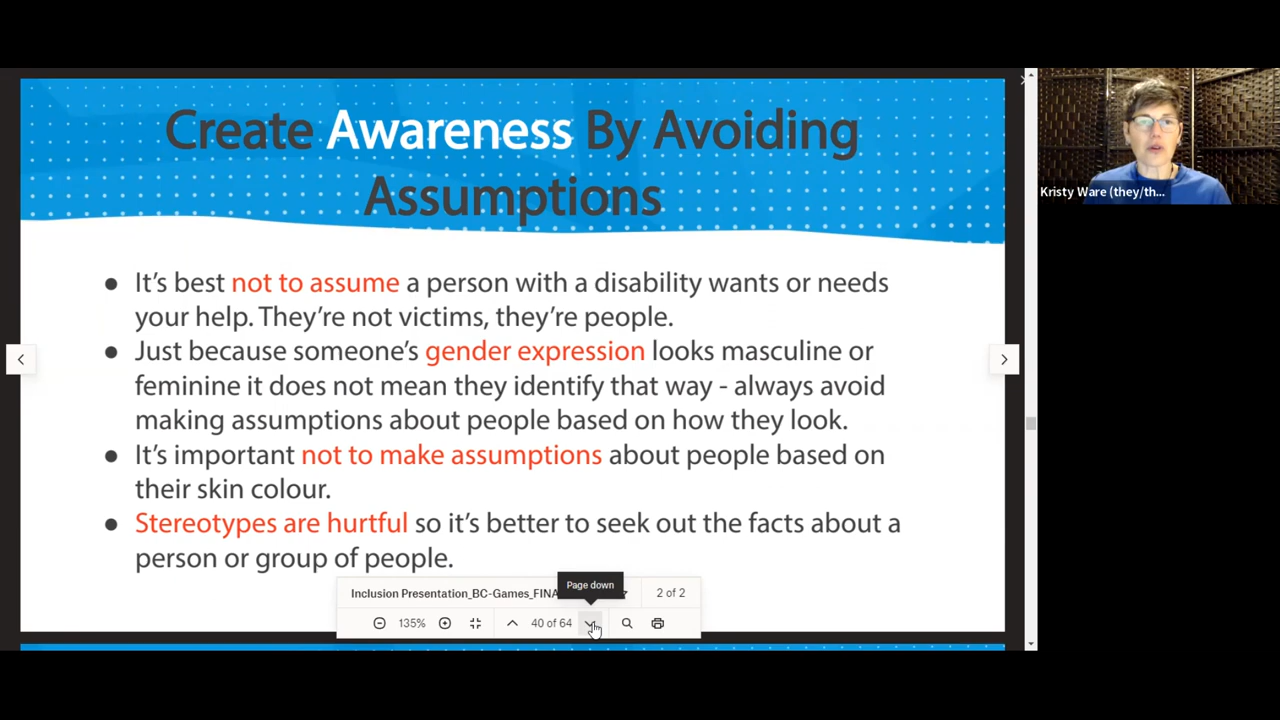 Create Awareness By Avoiding
Assumptions
● It's best not to assume a person with a disability wants or needs
your help. They're not victims, they're people.
● Just because someone's gender expression looks masculine or
feminine it does not mean they identify that way - always avoid
making assumptions about people based on how they look.
● It's important not to make assumptions about people based on
their skin colour.
● Stereotypes are hurtful so it's better to seek out the facts about a
person or group of people.
Kristy Ware (they/th...
Page down
Inclusion Presentation_BC-Games_FINA
2 of 2
135%
40 of 64